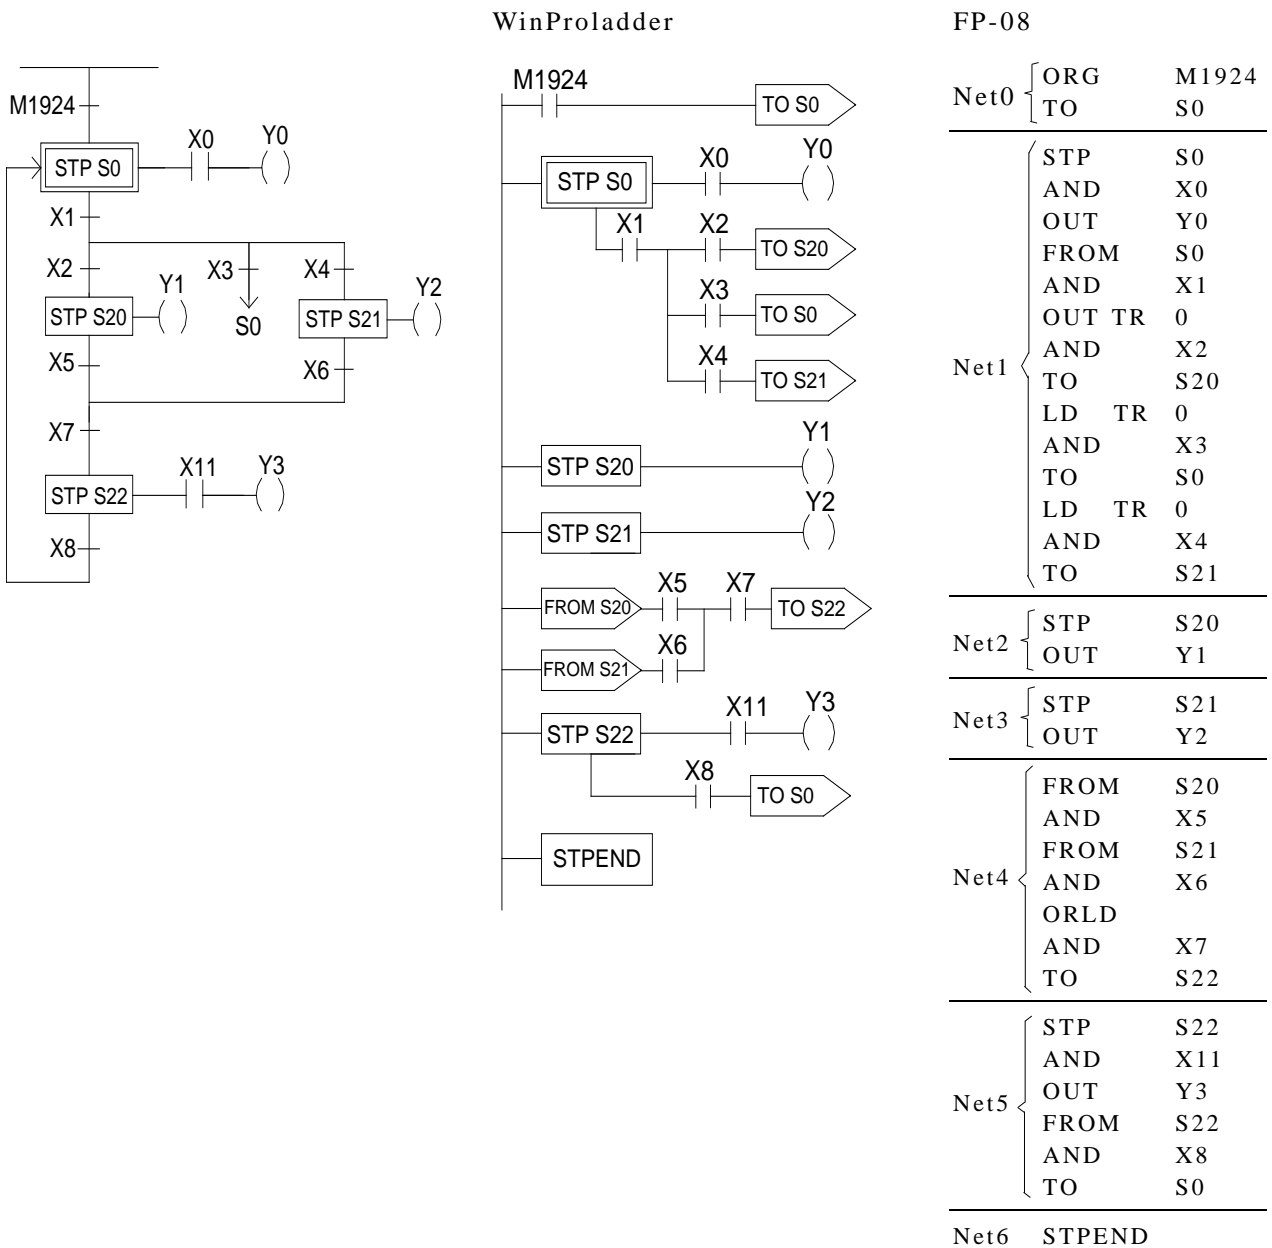 WinProladder
FP-08
M1924
STP S0
X0
Y0
X1
X2
X3
X4
STP S20
Y1
S0
STP S21
Y2
X5
X6
X7
STP S22
X11
Y3
X8
M1924
TO S0
STP S0
X0
Y0
X1
X2
TO S20
X3
TO S0
X4
TO S21
STP S20
Y1
STP S21
Y2
FROM S20
X5
X7
TO S22
FROM S21
X6
STP S22
X11
Y3
X8
TO S0
STPEND
Net0
ORG M1924
TO S0
Net1
STP S0
AND X0
OUT Y0
FROM S0
AND X1
OUT TR 0
AND X2
TO S20
LD TR 0
AND X3
TO S0
LD TR 0
AND X4
TO S21
Net2
STP S20
OUT Y1
Net3
STP S21
OUT Y2
Net4
FROM S20
AND X5
FROM S21
AND X6
ORLD
AND X7
TO S22
Net5
STP S22
AND X11
OUT Y3
FROM S22
AND X8
TO S0
Net6 STPEND